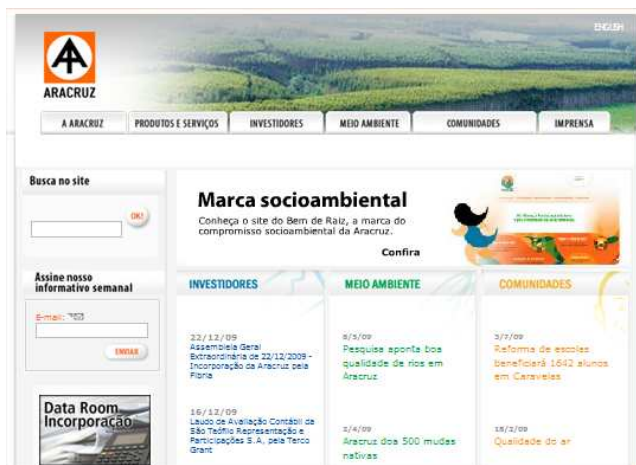 ENGLISH
ARACRUZ
A ARACRUZ
PRODUTOS E SERVIÇOS
INVESTIDORES
MEIO AMBIENTE
COMUNIDADES
IMPRENSA
Busca no site
OK!
Marca socioambiental
Conheça o site do Bem de Raiz, a marca do
compromisso socioambiental da Aracruz.
Confira
Assine nosso
informativo semanal
E-mail:
ENVIAR
Data Room
Incorporação
INVESTIDORES
22/12/09
Assembleia Geral
Extraordinária de 22/12/2009 -
Incorporação da Aracruz pela
Fibria
16/12/09
Laudo de Avaliação Contábil da
São Teófilo Representação e
Participações S.A. pela Terco
Grant
MEIO AMBIENTE
Pesquisa aponta boa
qualidade de rios em
Aracruz
2/4/09
Aracruz doa 500 mudas
nativas
COMUNIDADES
3/7/09
Reforma de escolas
beneficiará 1642 alunos
em Caravelas
18/2/09
Qualidade do ar